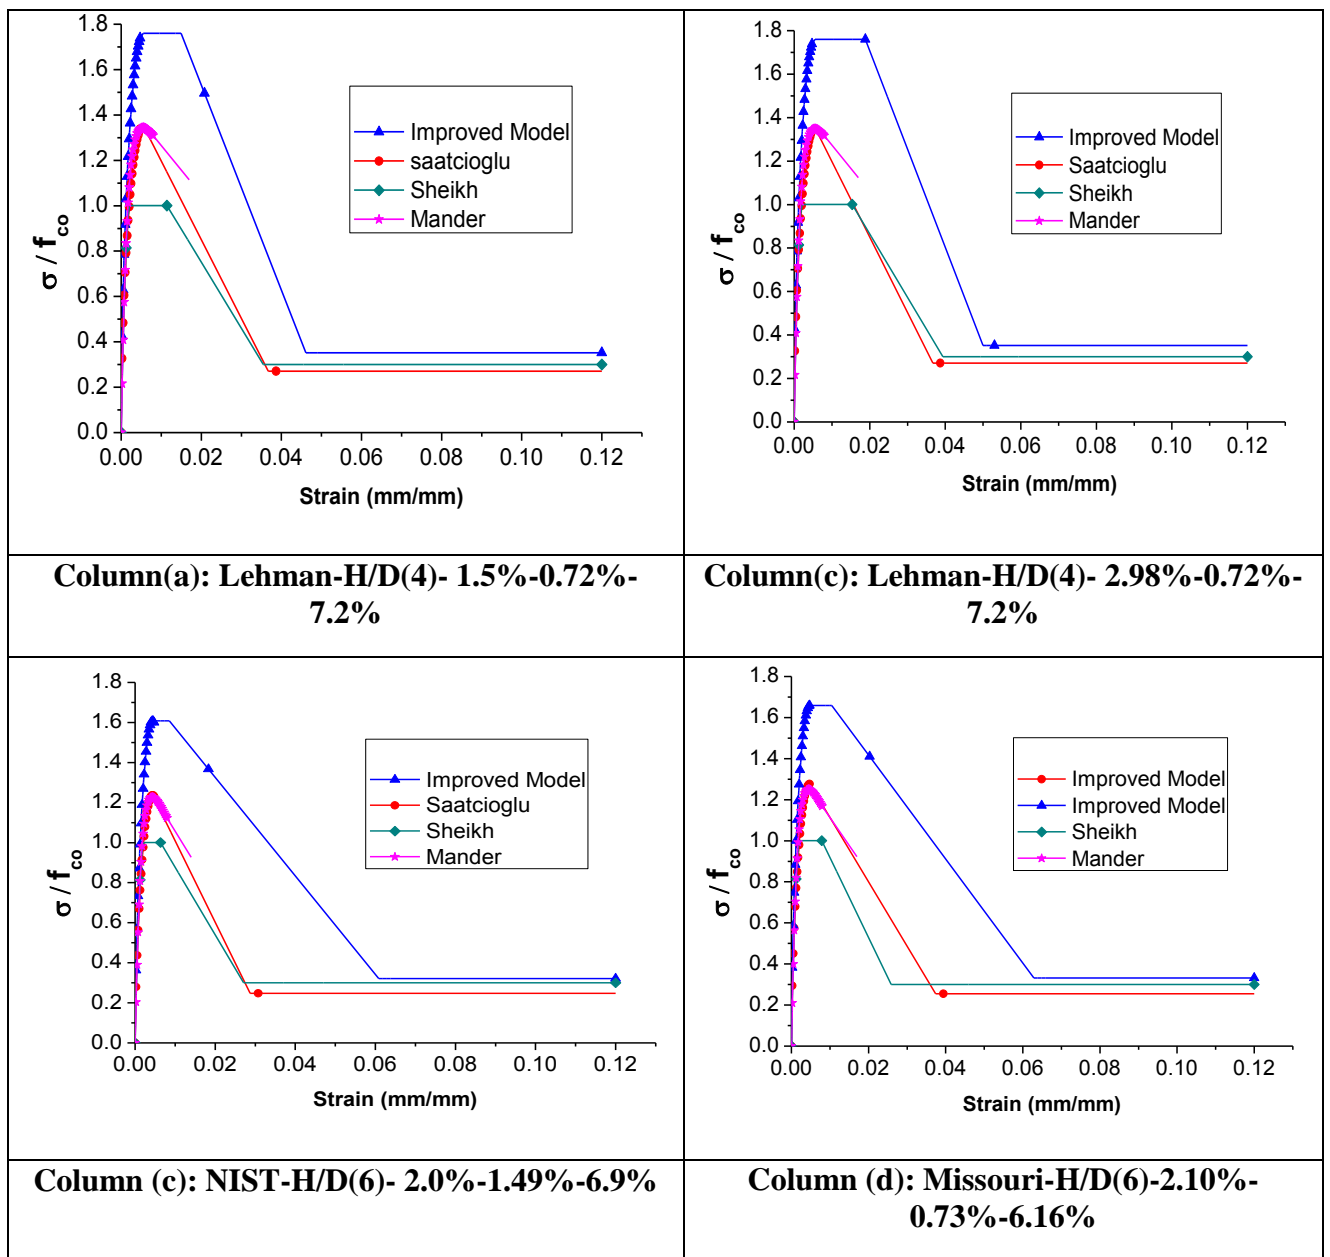 1.8
1.6
1.4
1.2
1.0
0.8
0.6
0.4
0.2
0.0
σ / f co
0.00 0.02 0.04 0.06 0.08 0.10 0.12
Strain (mm/mm)
Improved Model
saatcioglu
Sheikh
Mander
1.8
1.6
1.4
1.2
1.0
0.8
0.6
0.4
0.2
0.0
σ / f co
0.00 0.02 0.04 0.06 0.08 0.10 0.12
Strain (mm/mm)
Improved Model
Saatcioglu
Sheikh
Mander
Column(a): Lehman-H/D(4)- 1.5%-0.72%-
7.2%
Column(c): Lehman-H/D(4)- 2.98%-0.72%-
7.2%
1.8
1.6
1.4
1.2
1.0
0.8
0.6
0.4
0.2
0.0
σ / f co
0.00 0.02 0.04 0.06 0.08 0.10 0.12
Strain (mm/mm)
Improved Model
Saatcioglu
Sheikh
Mander
1.8
1.6
1.4
1.2
1.0
0.8
0.6
0.4
0.2
0.0
σ / f co
0.00 0.02 0.04 0.06 0.08 0.10 0.12
Strain (mm/mm)
Improved Model
Improved Model
Sheikh
Mander
Column (c): NIST-H/D(6)- 2.0%-1.49%-6.9%
Column (d): Missouri-H/D(6)-2.10%-
0.73%-6.16%